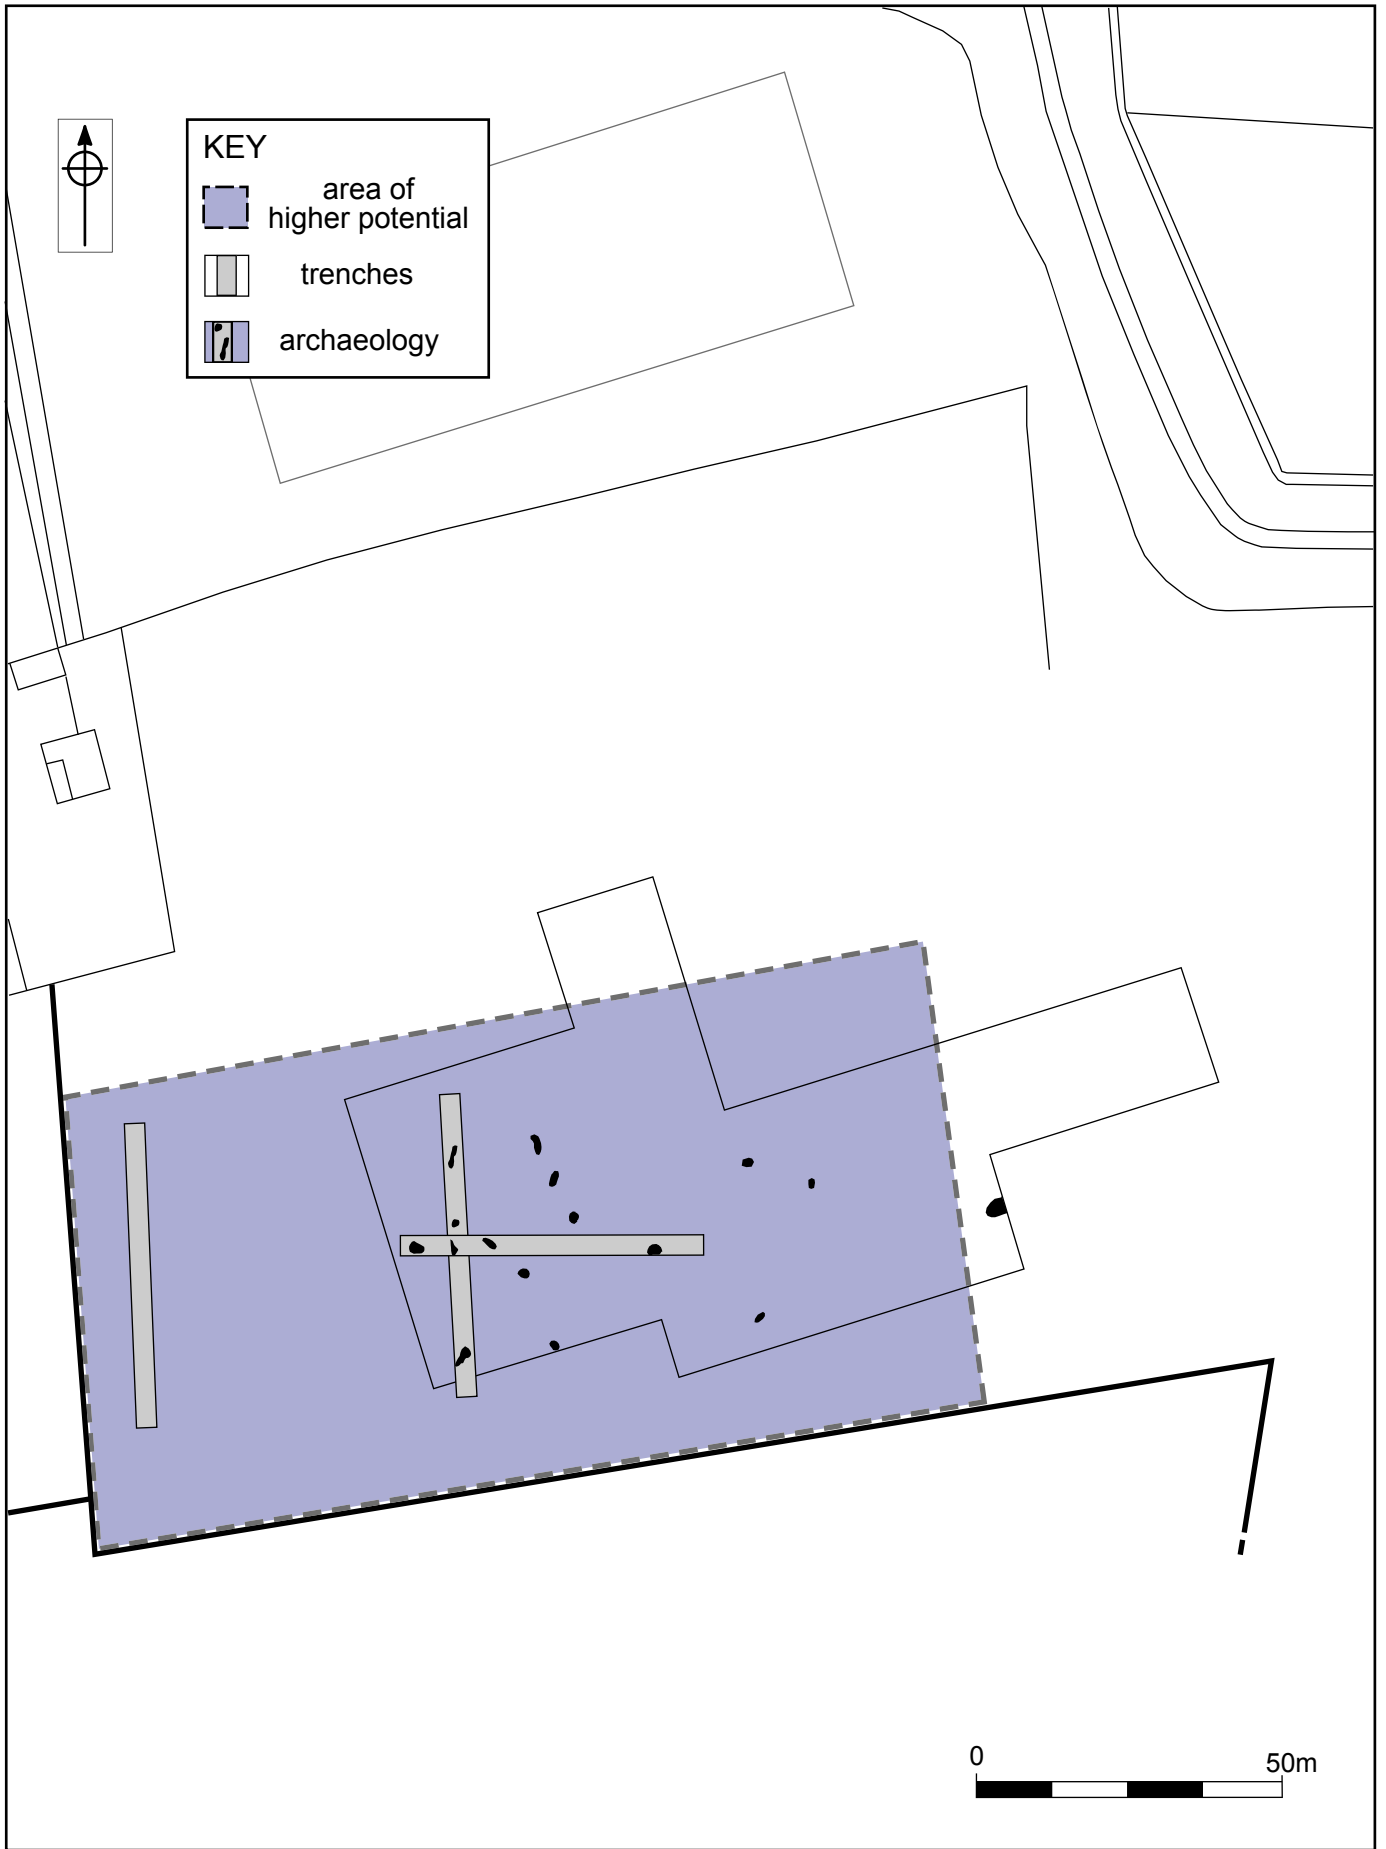 KEY
area of
higher potential
trenches
archaeology
0
50m